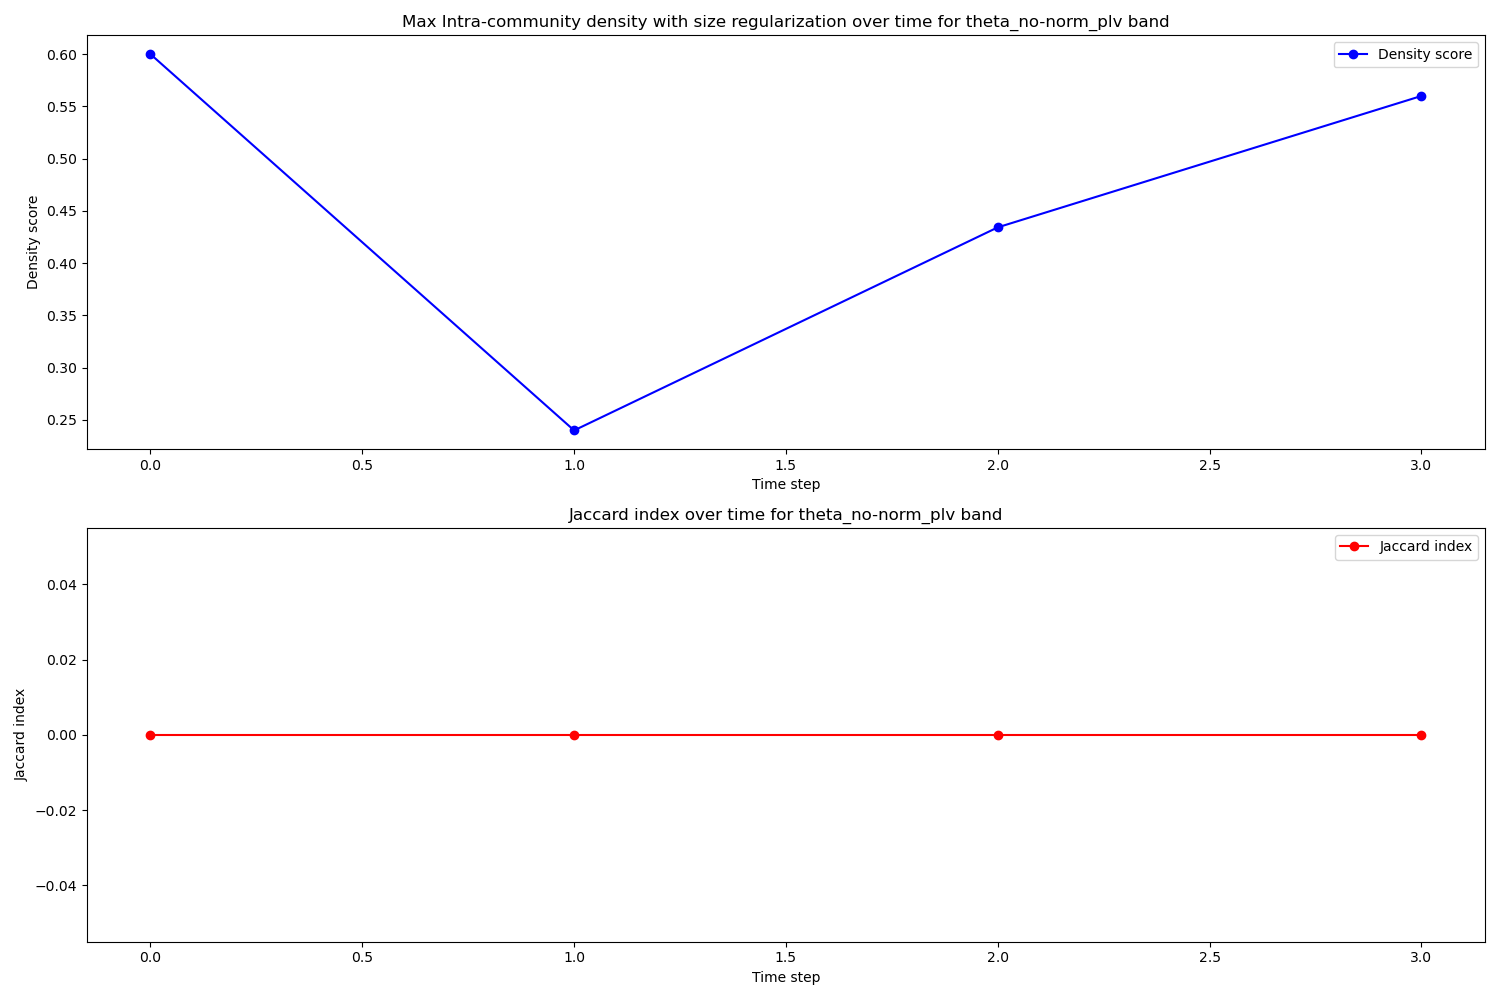 Max Intra-community density with size regularization over time for theta_no-norm_plv band
Density score
0.60
0.55
0.50
0.45
0.40
0.35
0.30
0.25
Density score
0.0 0.5 1.0 1.5 2.0 2.5 3.0
Time step
Jaccard index over time for theta_no-norm_plv band
Jaccard index
0.04
0.02
0.00
−0.02
−0.04
Jaccard index
0.0 0.5 1.0 1.5 2.0 2.5 3.0
Time step